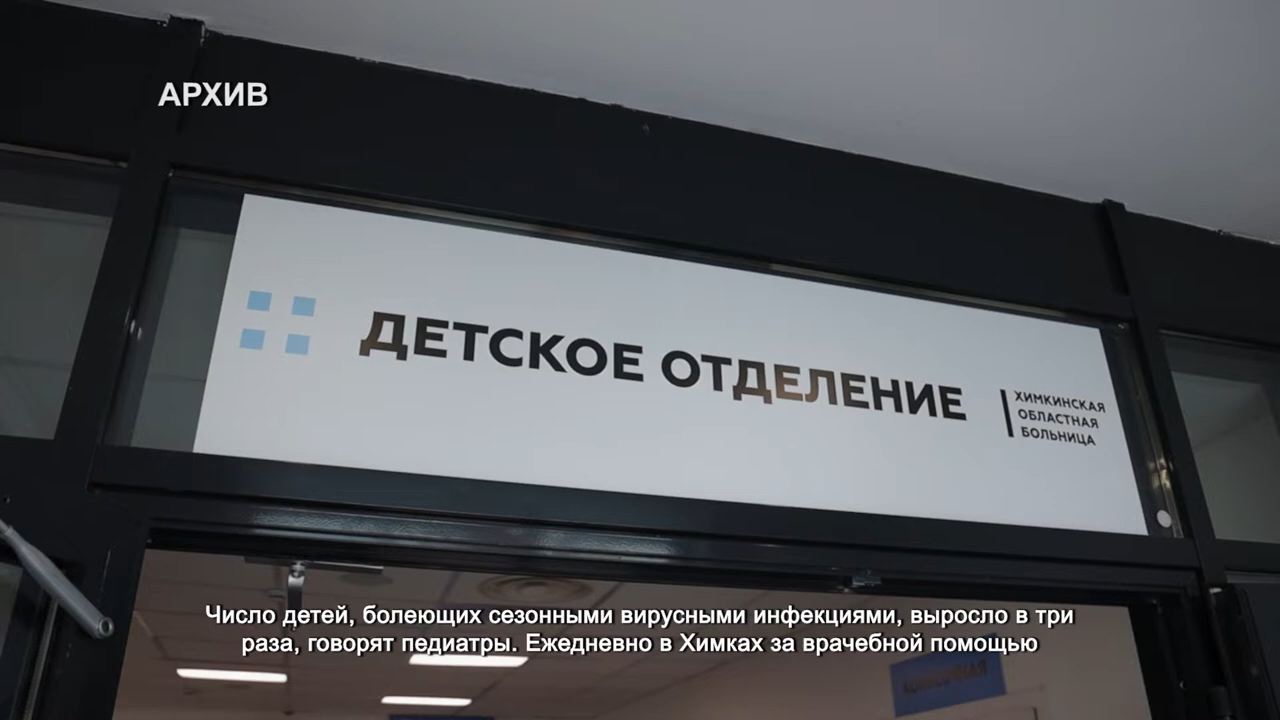 АРХИВ
ДЕТСКОЕ ОТДЕЛЕНИЕ
ХИМКИНСКАЯ
ОБЛАСТНАЯ
БОЛЬНИЦА
Число детей, болеющих сезонными вирусными инфекциями, выросло в три
раза, говорят педиатры. Ежедневно в Химках за врачебной помощью